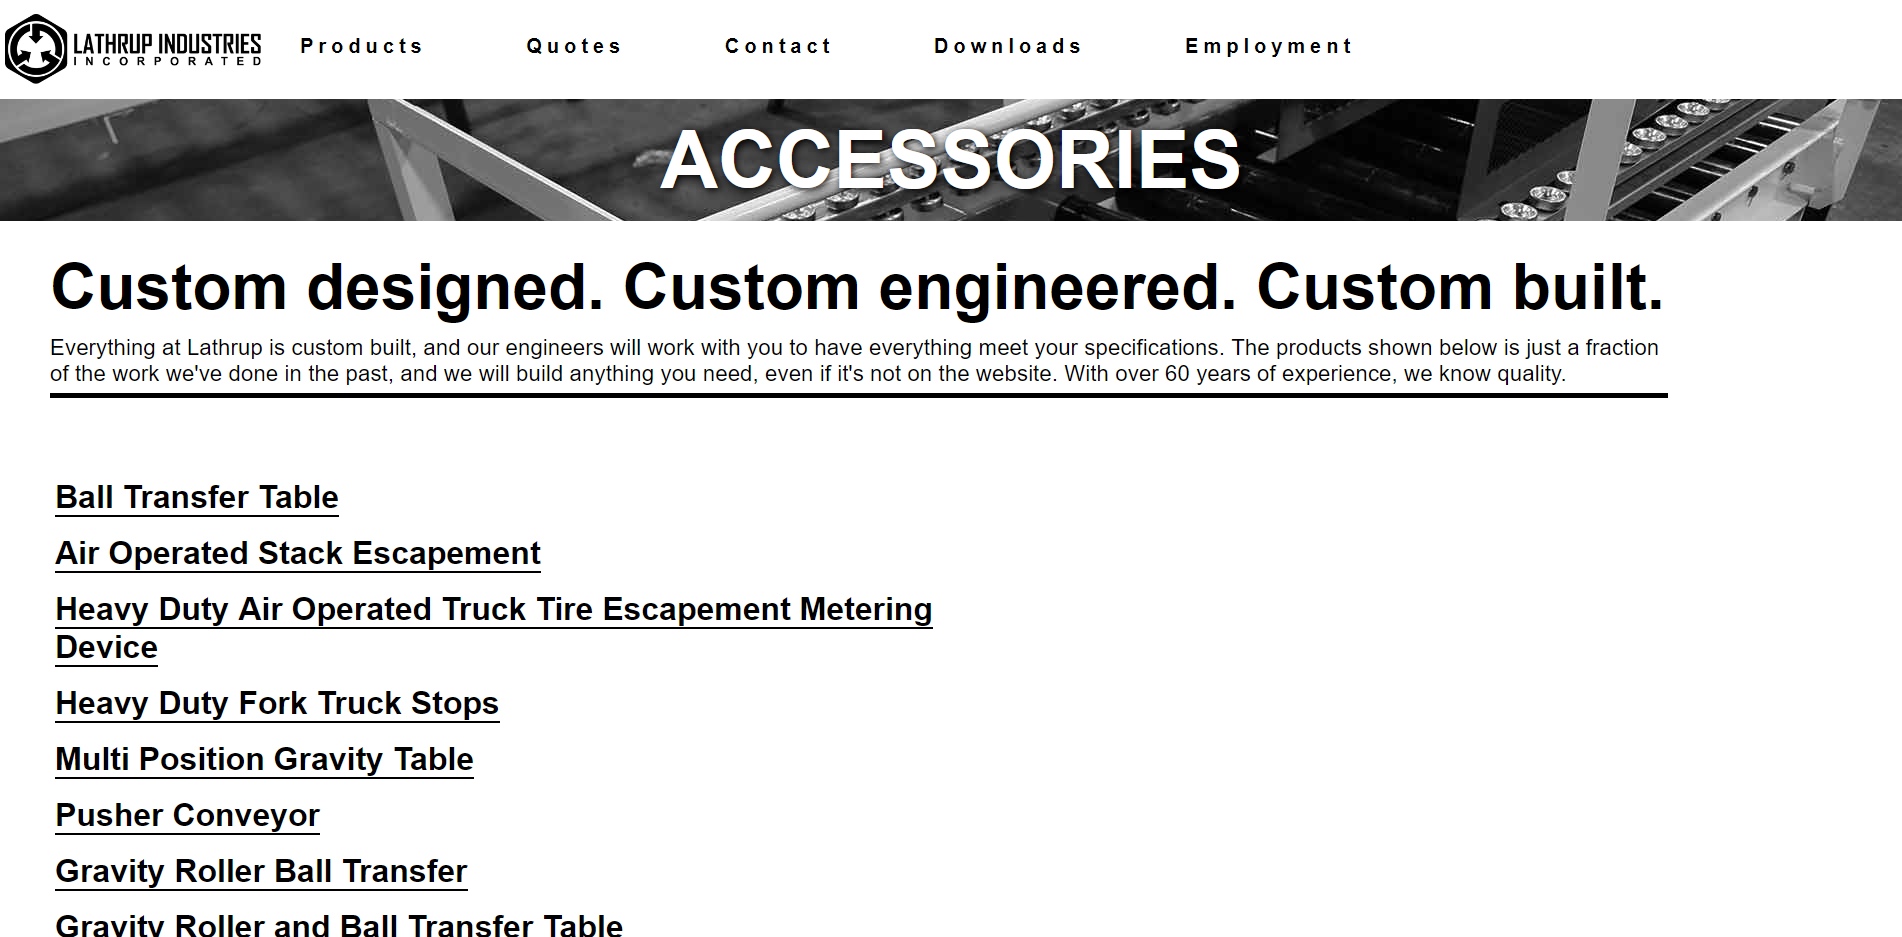 LATHRUP INDUSTRIES
INCORPORATED
Products
Quotes
Contact
Downloads
Employment
ACCESSORIES
Custom designed. Custom engineered. Custom built.
Everything at Lathrup is custom built, and our engineers will work with you to have everything meet your specifications. The products shown below is just a fraction
of the work we've done in the past, and we will build anything you need, even if it's not on the website. With over 60 years of experience, we know quality.
Ball Transfer Table
Air Operated Stack Escapement
Heavy Duty Air Operated Truck Tire Escapement Metering
Device
Heavy Duty Fork Truck Stops
Multi Position Gravity Table
Pusher Conveyor
Gravity Roller Ball Transfer
Gravity Roller and Ball Transfer Table